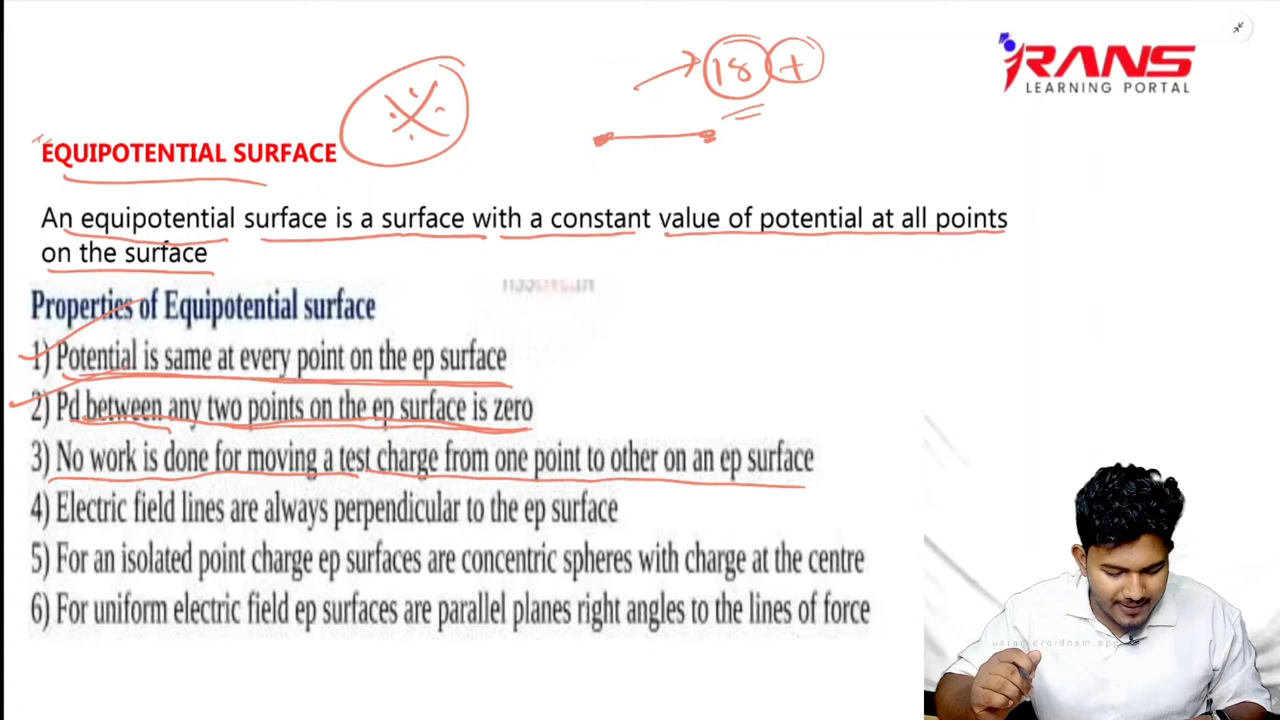 18 +
RANS
LEARNING PORTAL
EQUIPOTENTIAL SURFACE
An equipotential surface is a surface with a constant value of potential at all points
on the surface
Properties of Equipotential surface
1) Potential is same at every point on the ep surface
2) Pd between any two points on the ep surface is zero
3) No work is done for moving a test charge from one point to other on an ep surface
4) Electric field lines are always perpendicular to the ep surface
5) For an isolated point charge ep surfaces are concentric spheres with charge at the centre
6) For uniform electric field ep surfaces are parallel planes right angles to the lines of force